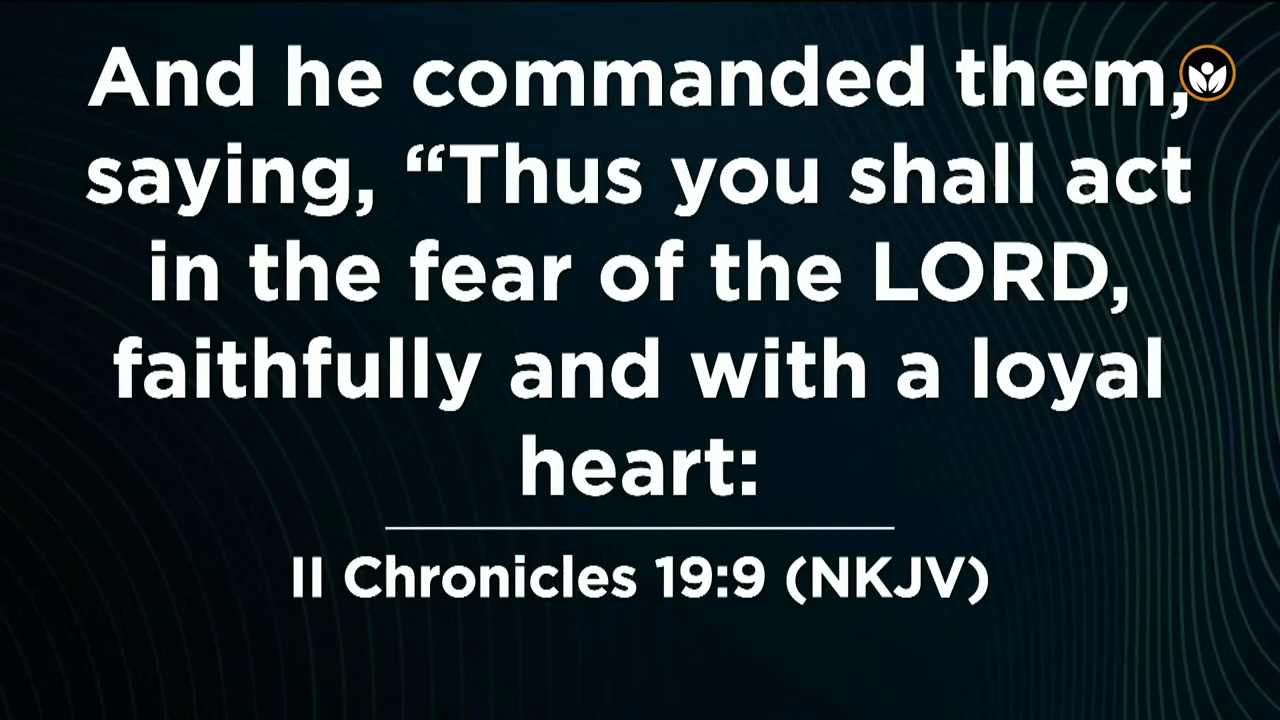 And he commanded them,
saying, “Thus you shall act
in the fear of the LORD,
faithfully and with a loyal
heart:
II Chronicles 19:9 (NKJV)